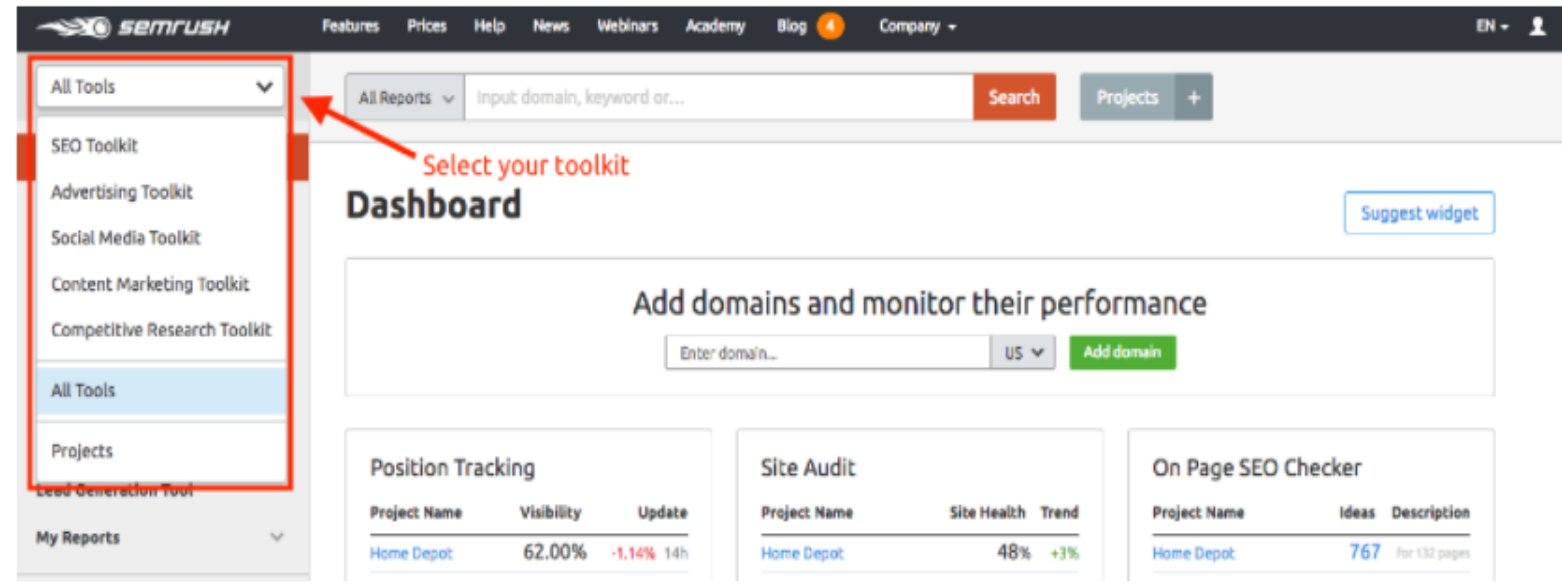 semrush Features Prices Help News Webinars Academy Blog 4 Company EN
All Tools
All Reports Input domain, keyword or... Search Projects +
SEO Toolkit
Select your toolkit
Advertising Toolkit
Dashboard
Suggest widget
Social Media Toolkit
Content Marketing Toolkit
Add domains and monitor their performance
Competitive Research Toolkit
Enter domain... US Add domain
All Tools
Projects
Position Tracking
Site Audit
On Page SEO Checker
Lead Generation Tool
Project Name Visibility Update
Project Name Site Health Trend
Project Name Ideas Description
My Reports
Home Depot 62.00% -1.14% 14h
Home Depot 48% +3%
Home Depot 767 for 132 pages